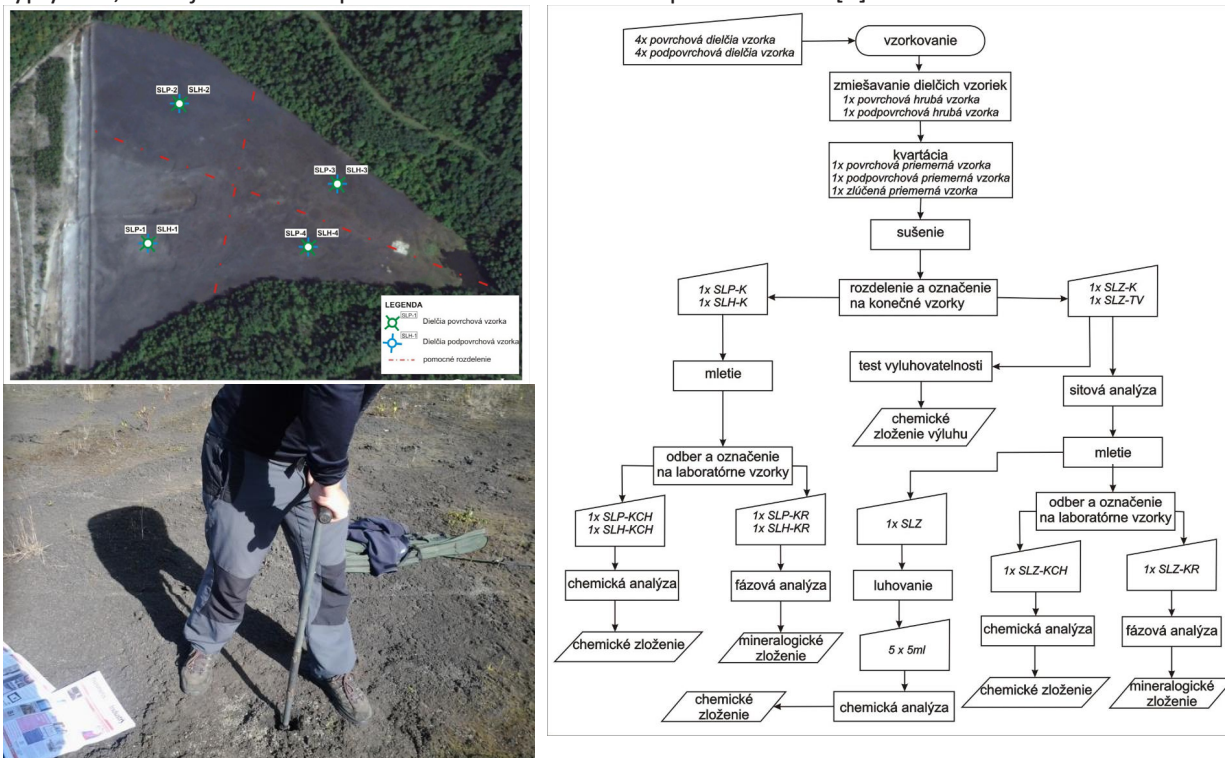 SLP-2 SLH-2
SLP-3 SLH-3
SLP-1 SLH-1
SLP-4 SLH-4
LEGENDA
SLP-1
Dielčia povrchová vzorka
SLH-1
Dielčia podpovrchová vzorka
pomocné rozdelenie
4x povrchová dielčia vzorka
4x podpovrchová dielčia vzorka
vzorkovanie
zmiešavanie dielčich vzoriek
1x povrchová hrubá vzorka
1x podpovrchová hrubá vzorka
kvartácia
1x povrchová priemerná vzorka
1x podpovrchová priemerná vzorka
1x zlúčená priemerná vzorka
sušenie
1x SLP-K
1x SLH-K
rozdelenie a označenie
na konečné vzorky
1x SLZ-K
1x SLZ-TV
mletie
test vyluhovatelnosti
sitová analýza
chemické
zloženie výluhu
mletie
odber a označenie
na laboratórne vzorky
odber a označenie
na laboratórne vzorky
1x SLP-KCH
1x SLH-KCH
1x SLP-KR
1x SLH-KR
1x SLZ
1x SLZ-KCH
1x SLZ-KR
chemická analýza
fázová analýza
luhovanie
chemická analýza
fázová analýza
chemické zloženie
mineralogické
zloženie
5 x 5ml
chemické zloženie
mineralogické
zloženie
chemické
zloženie
chemická analýza